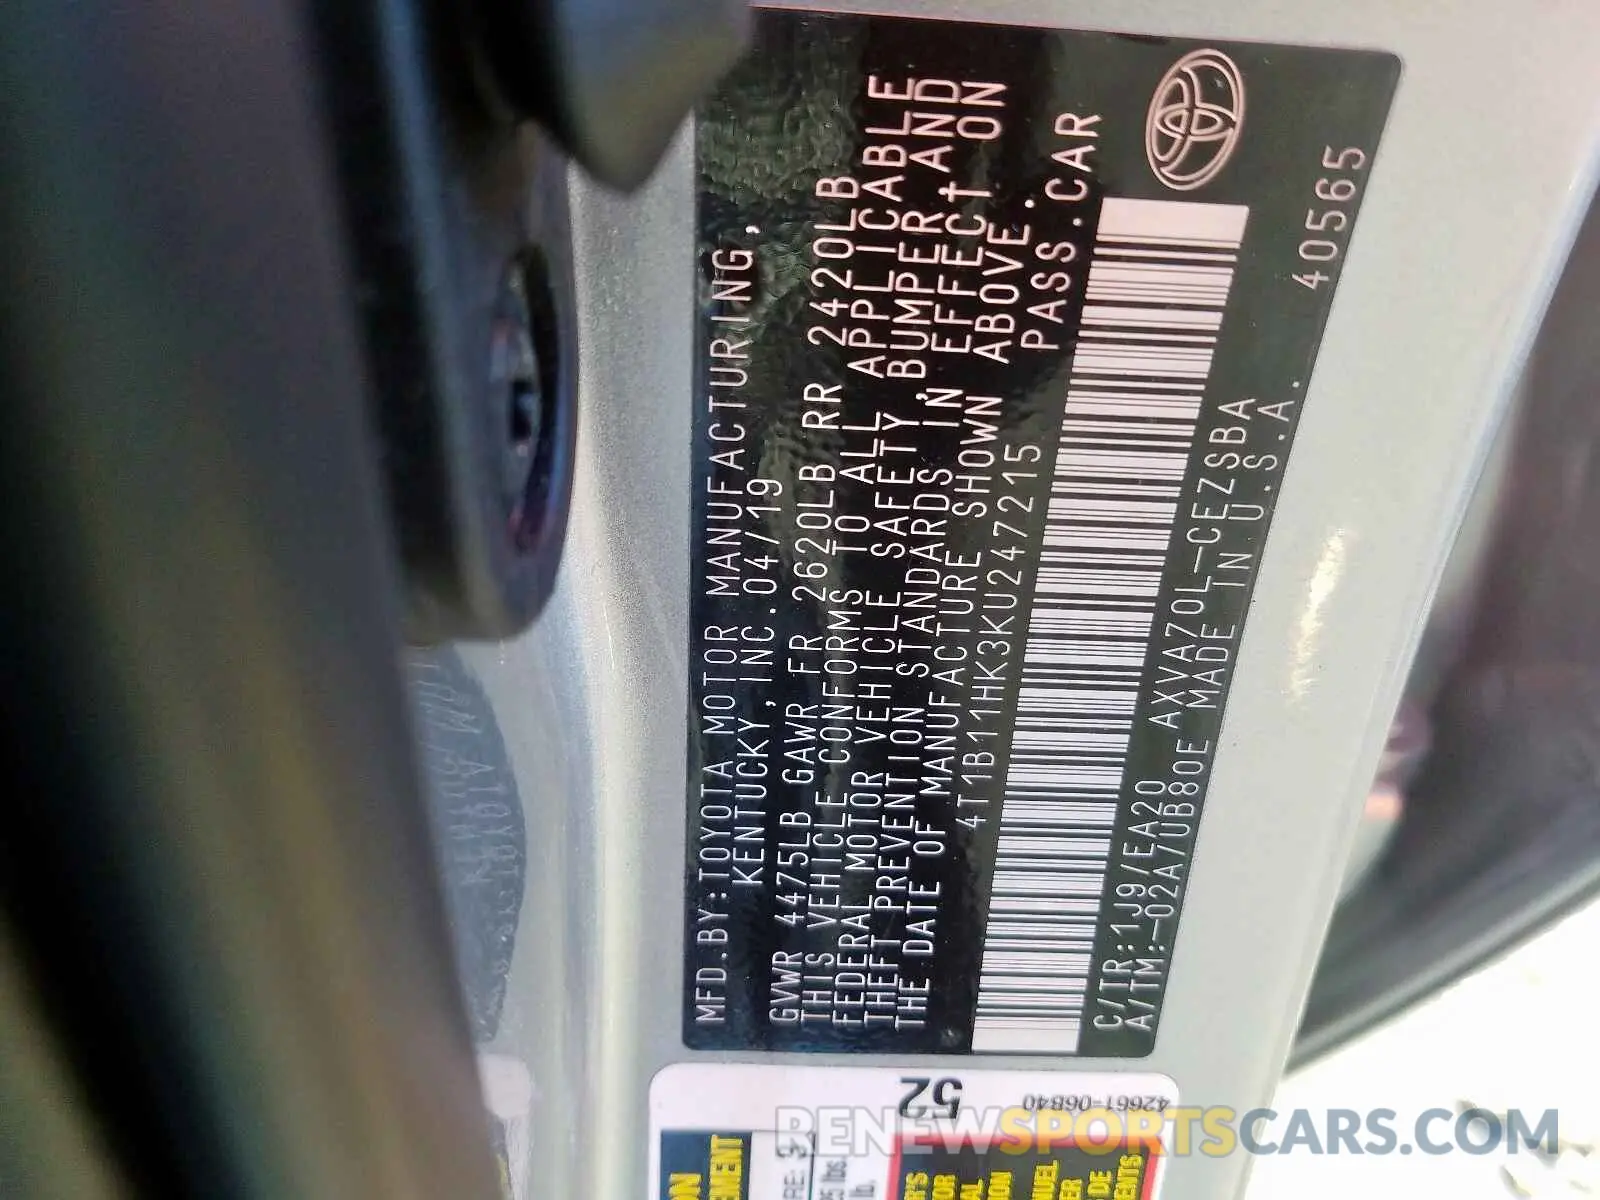 MFD.BY:TOYOTA MOTOR MANUFACTURING,
KENTUCKY,INC.04/19
GVWR 4475LB GAWR FR 2620LB RR 2420LB
THIS VEHICLE CONFORMS TO ALL APPLICABLE
FEDERAL MOTOR VEHICLE SAFETY, BUMPER AND
THEFT PREVENTION STANDARDS IN EFFECT ON
THE DATE OF MANUFACTURE SHOWN ABOVE.
4T1B11HK3KU247215 PASS.CAR
C/TR:1J9/EA20 AXVA70L-CEZSBA
A/TM:-02A/UB80E MADE IN U.S.A.
40565
52
42661-06840
RENEWSPORTSCARS.COM